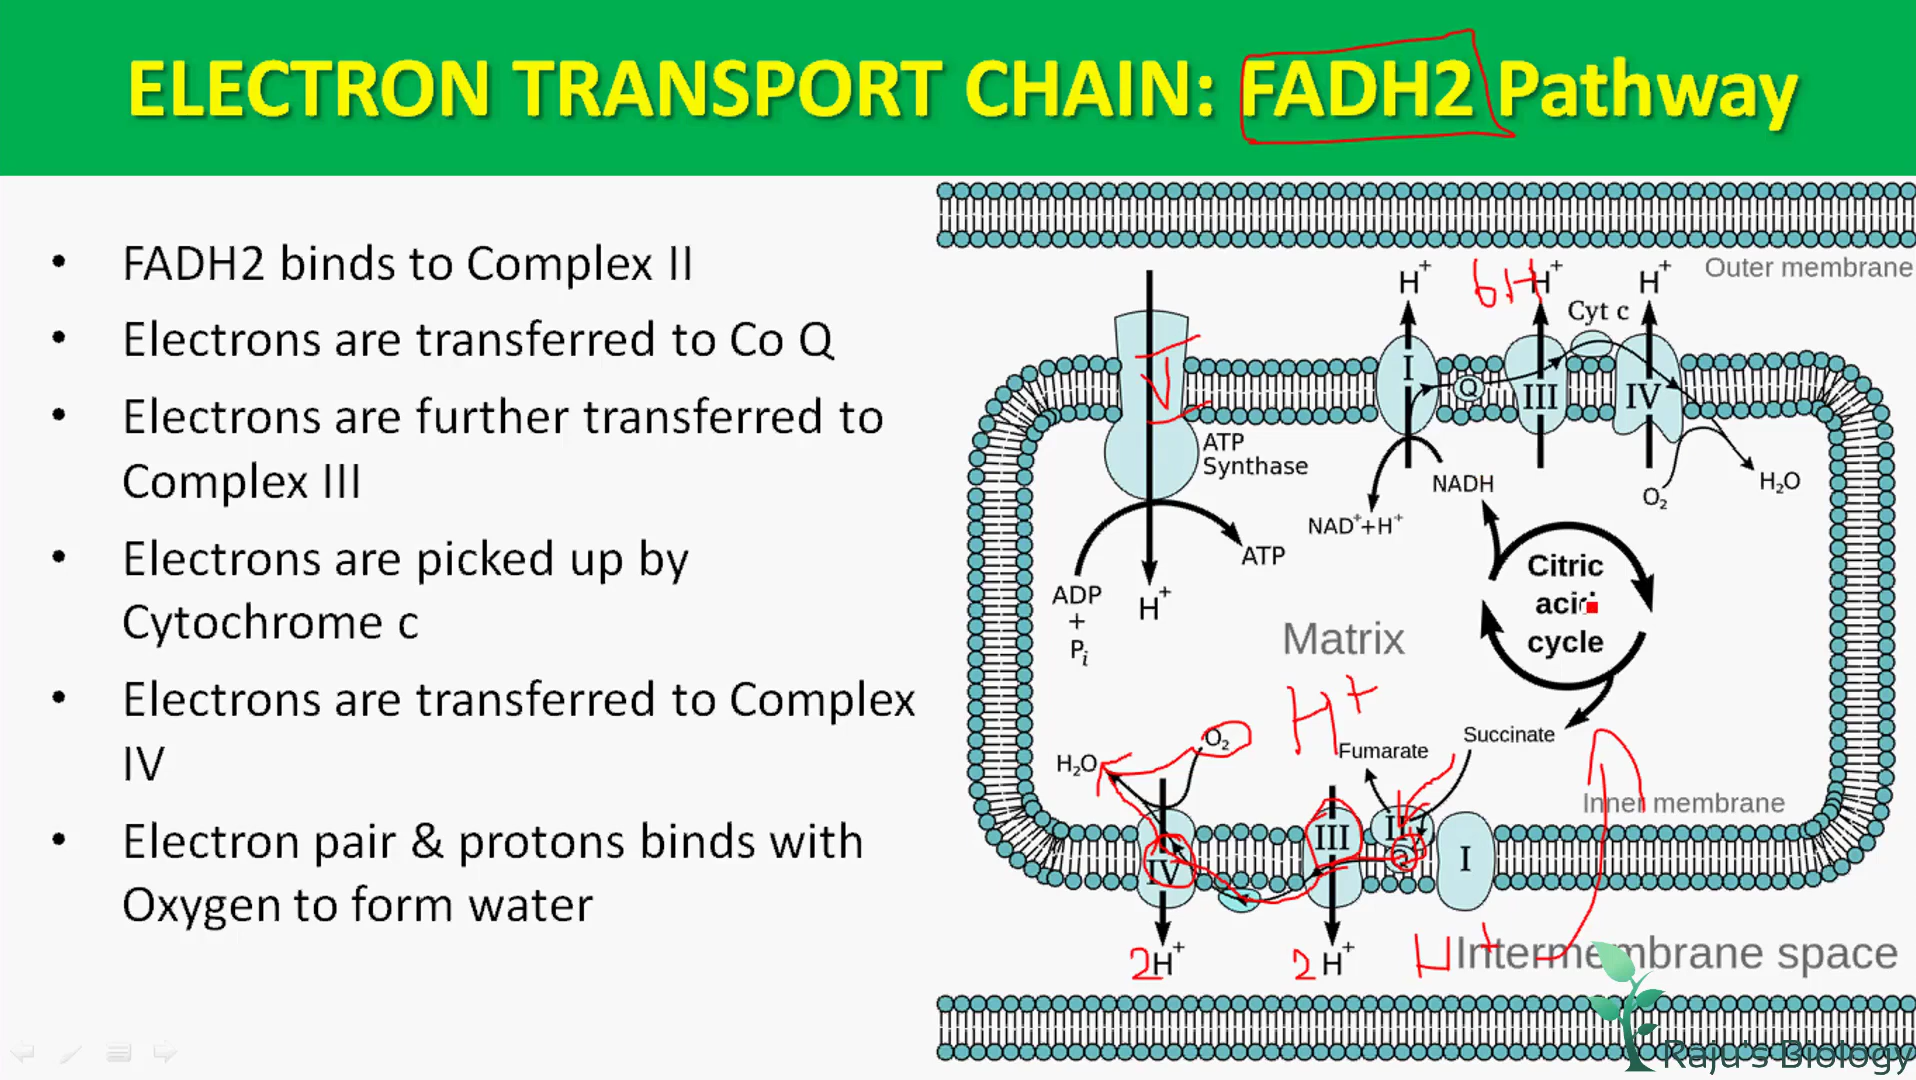 ELECTRON TRANSPORT CHAIN: FADH2 Pathway
• FADH2 binds to Complex II
• Electrons are transferred to Co Q
• Electrons are further transferred to
Complex III
• Electrons are picked up by
Cytochrome c
• Electrons are transferred to Complex
IV
• Electron pair & protons binds with
Oxygen to form water
Outer membrane
H+ 6H H+ H+
Cyt c
I Q III IV
ATP
Synthase
NADH
H₂O
O₂
NAD⁺+H⁺
ATP
ADP
+
Pi
H+
Citric
acid
cycle
Matrix
H+
Succinate
Fumarate
O₂
H₂O
Inner membrane
IV III II Q I
2H+ 2H+ H+
Intermembrane space
Raju's Biology